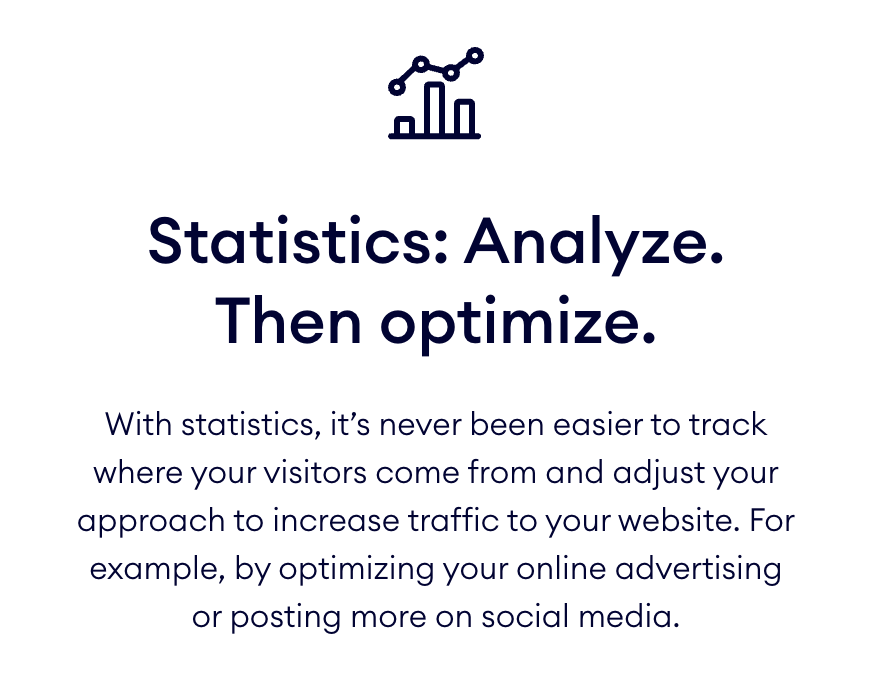 Statistics: Analyze.
Then optimize.
With statistics, it’s never been easier to track
where your visitors come from and adjust your
approach to increase traffic to your website. For
example, by optimizing your online advertising
or posting more on social media.